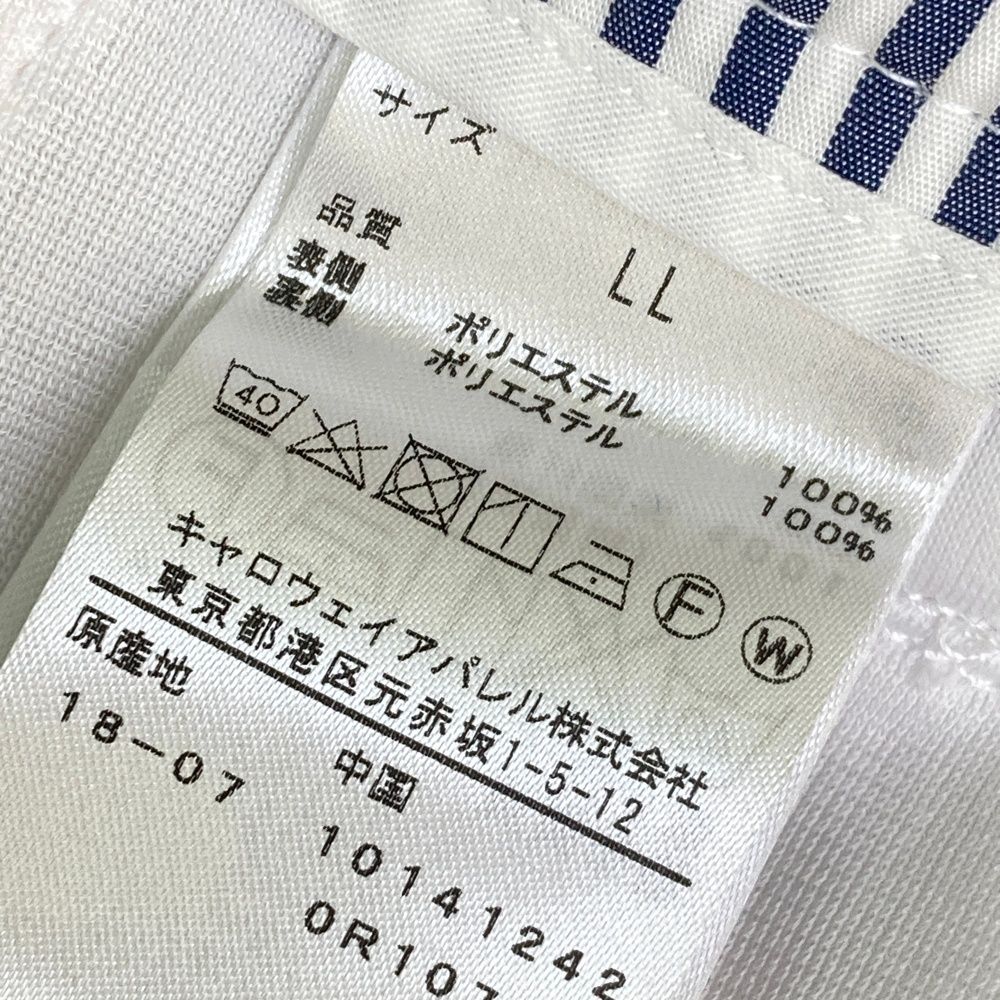 サイズ
LL
品質
表側 ポリエステル 100%
裏側 ポリエステル 100%
40
F W
キャロウェイアパレル株式会社
東京都港区元赤坂1-5-12
原産地 中国
18-07 10141242
0R107